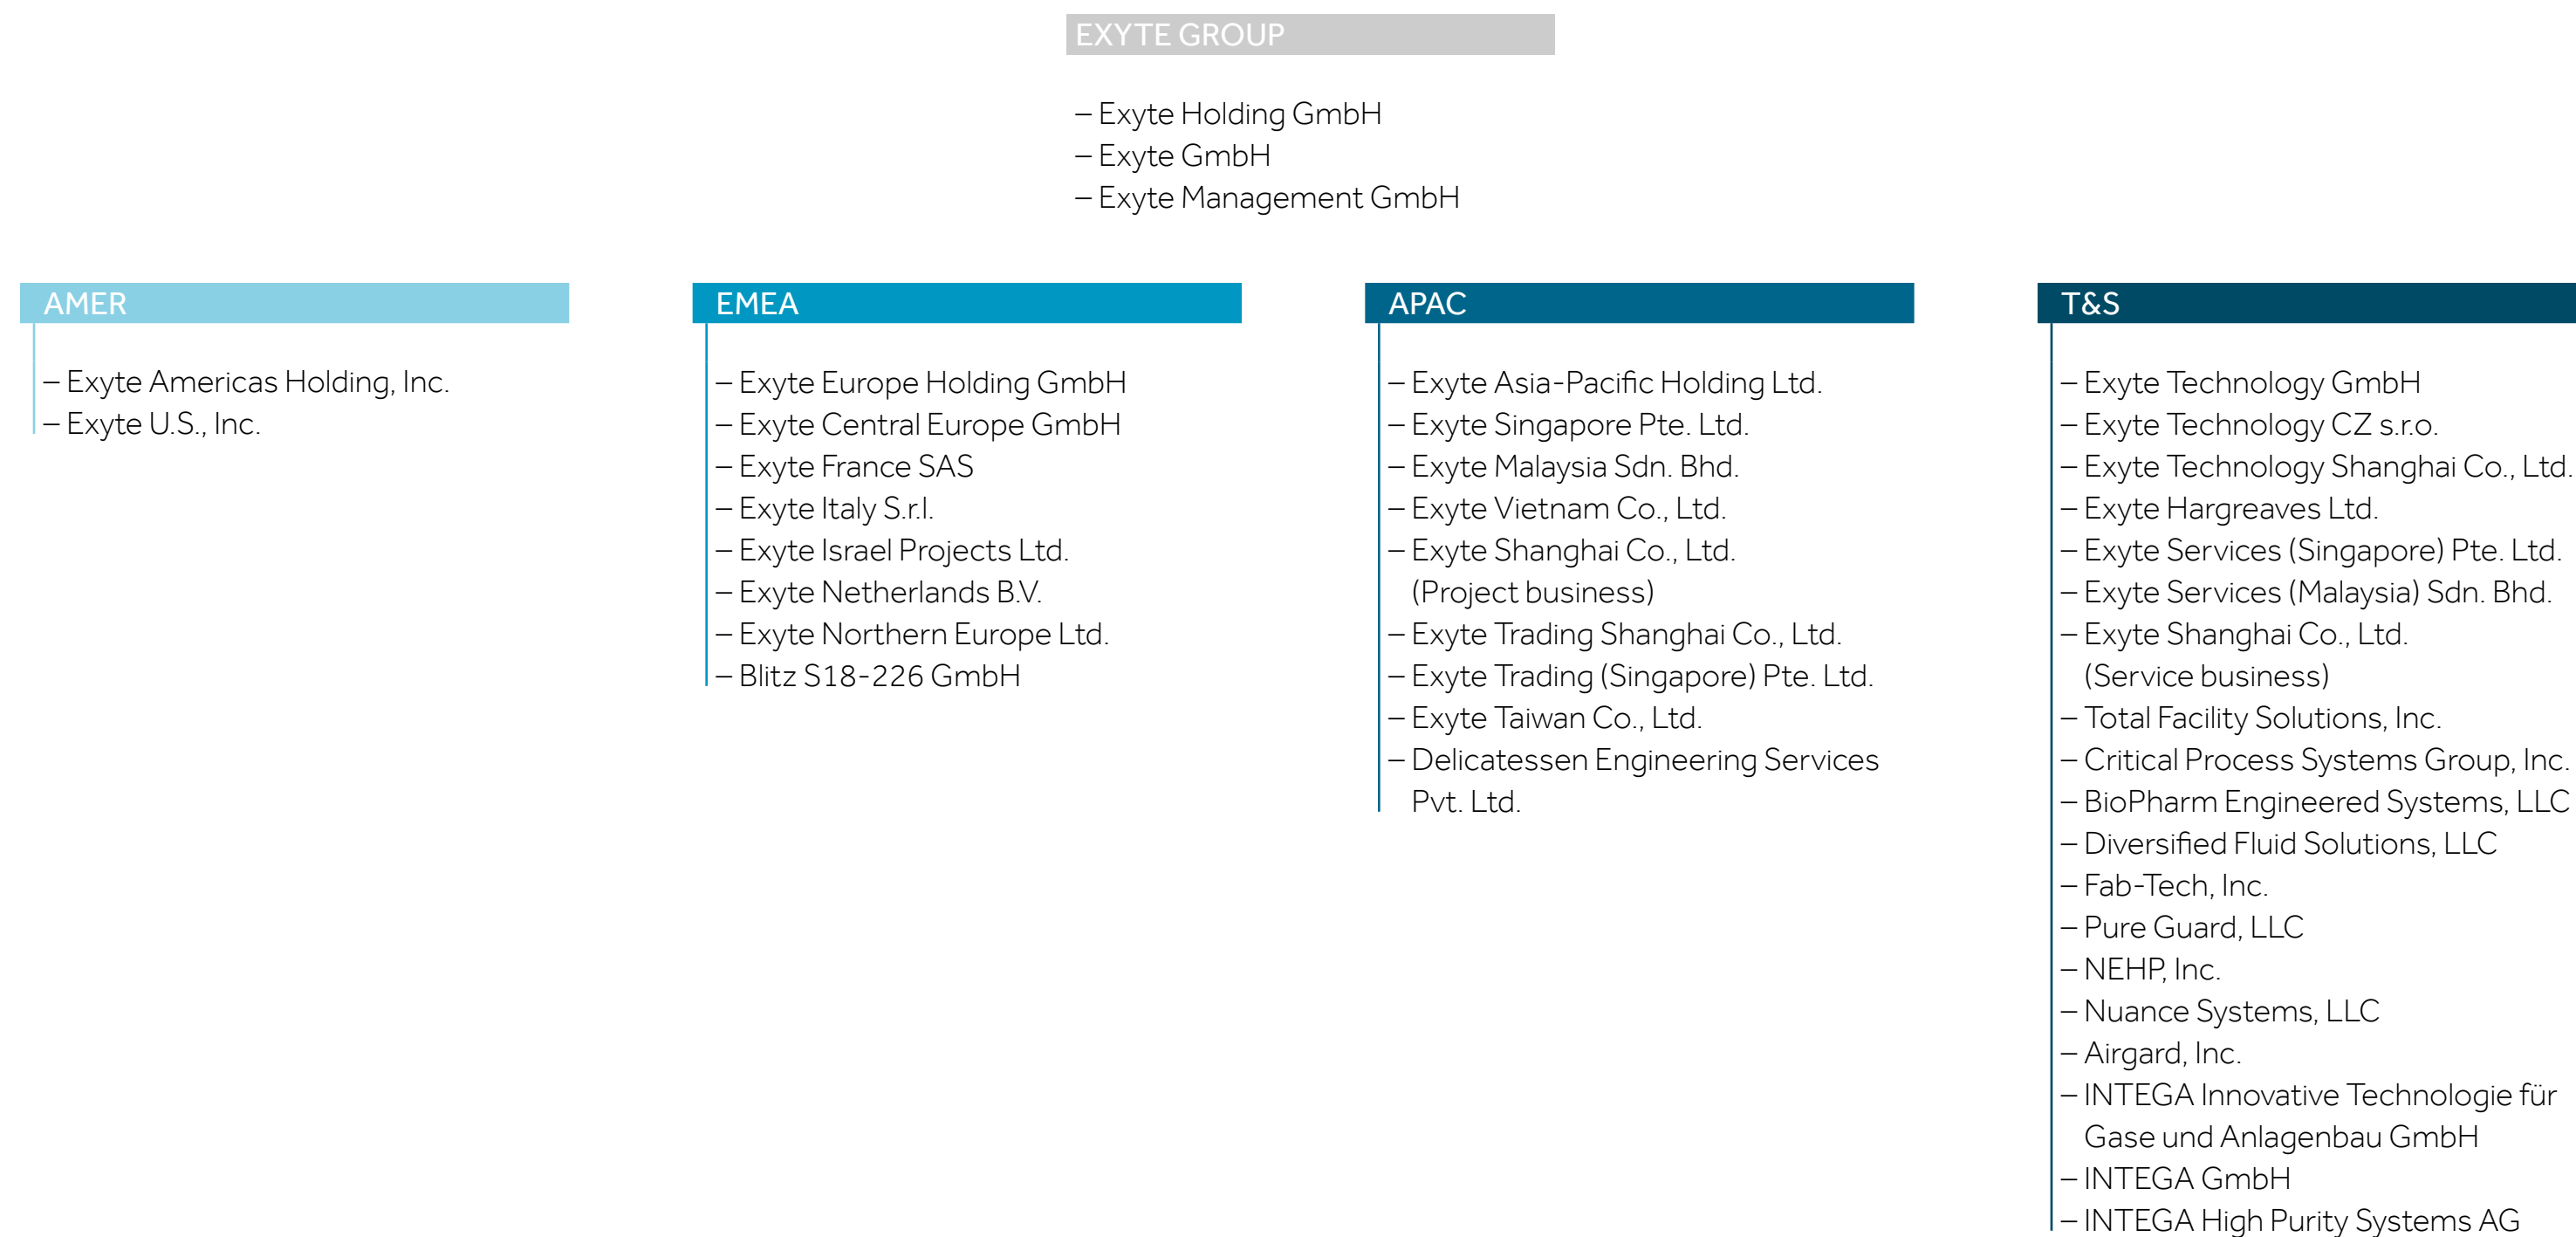 EXYTE GROUP
– Exyte Holding GmbH
– Exyte GmbH
– Exyte Management GmbH
AMER
– Exyte Americas Holding, Inc.
– Exyte U.S., Inc.
EMEA
– Exyte Europe Holding GmbH
– Exyte Central Europe GmbH
– Exyte France SAS
– Exyte Italy S.r.l.
– Exyte Israel Projects Ltd.
– Exyte Netherlands B.V.
– Exyte Northern Europe Ltd.
– Blitz S18-226 GmbH
APAC
– Exyte Asia-Pacific Holding Ltd.
– Exyte Singapore Pte. Ltd.
– Exyte Malaysia Sdn. Bhd.
– Exyte Vietnam Co., Ltd.
– Exyte Shanghai Co., Ltd.
(Project business)
– Exyte Trading Shanghai Co., Ltd.
– Exyte Trading (Singapore) Pte. Ltd.
– Exyte Taiwan Co., Ltd.
– Delicatessen Engineering Services
Pvt. Ltd.
T&S
– Exyte Technology GmbH
– Exyte Technology CZ s.r.o.
– Exyte Technology Shanghai Co., Ltd.
– Exyte Hargreaves Ltd.
– Exyte Services (Singapore) Pte. Ltd.
– Exyte Services (Malaysia) Sdn. Bhd.
– Exyte Shanghai Co., Ltd.
(Service business)
– Total Facility Solutions, Inc.
– Critical Process Systems Group, Inc.
– BioPharm Engineered Systems, LLC
– Diversified Fluid Solutions, LLC
– Fab-Tech, Inc.
– Pure Guard, LLC
– NEHP, Inc.
– Nuance Systems, LLC
– Airgard, Inc.
– INTEGA Innovative Technologie für
Gase und Anlagenbau GmbH
– INTEGA GmbH
– INTEGA High Purity Systems AG